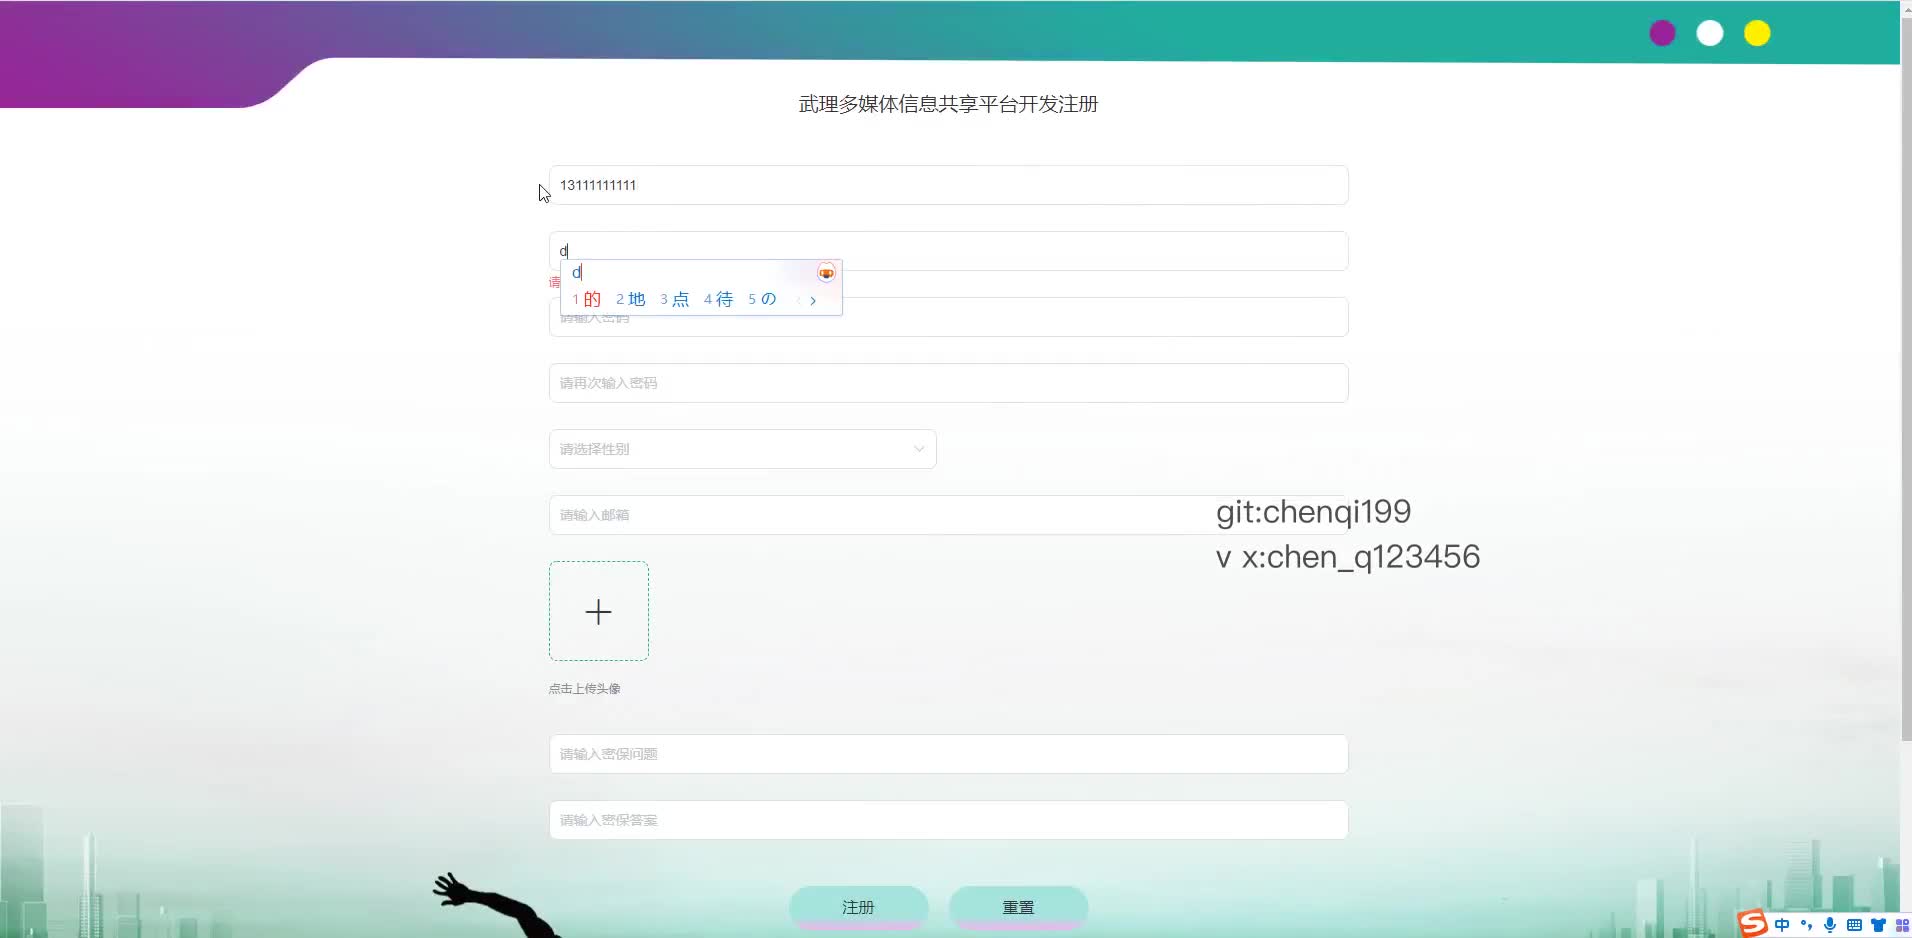 武理多媒体信息共享平台开发注册
13111111111
d
d
请
1 的 2 地 3 点 4 待 5 の
请输入密码
请再次输入密码
请选择性别
请输入邮箱
git:chenqi199
v x:chen_q123456
点击上传头像
请输入密保问题
请输入密保答案
注册 重置
中